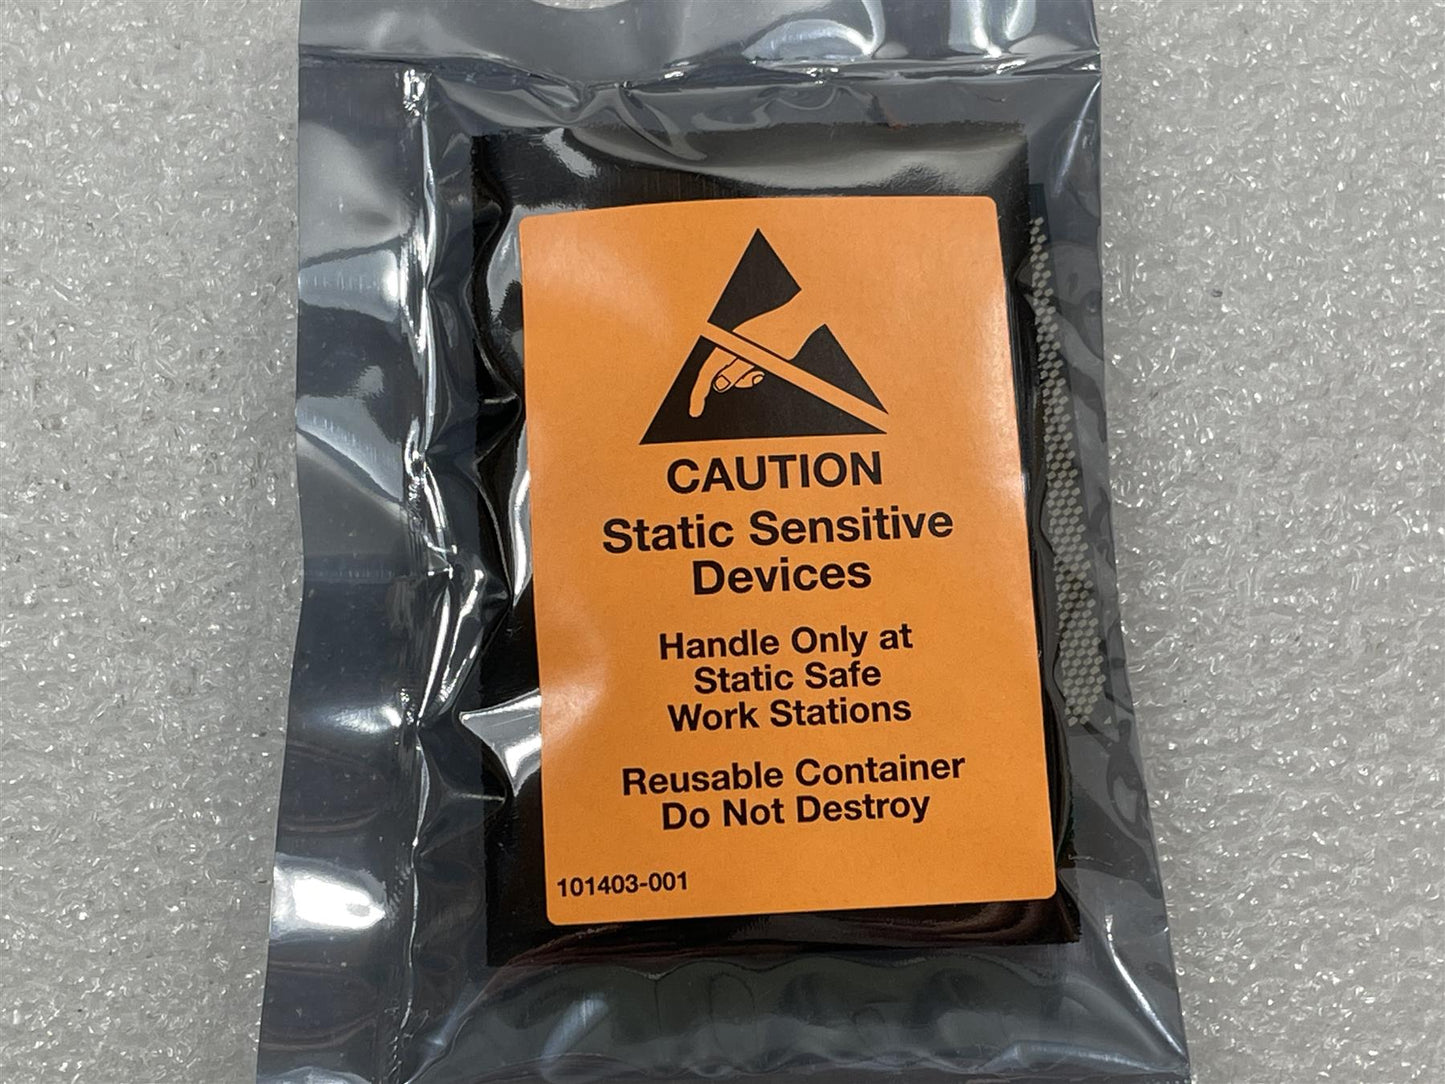 CAUTION
Static Sensitive
Devices
Handle Only at
Static Safe
Work Stations
Reusable Container
Do Not Destroy
101403-001